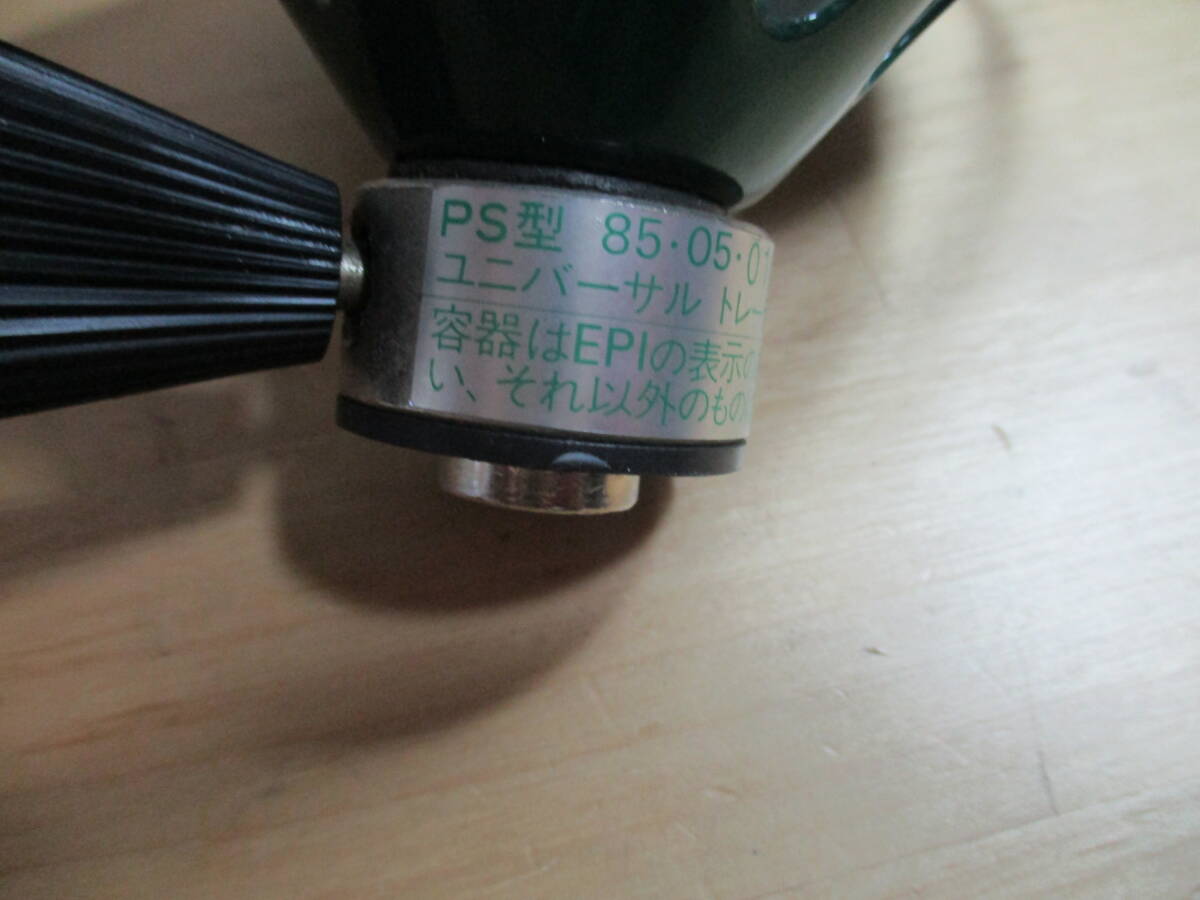 PS型 85·05·01
ユニバーサル トレー
容器はEPIの表示の
い、それ以外のもの